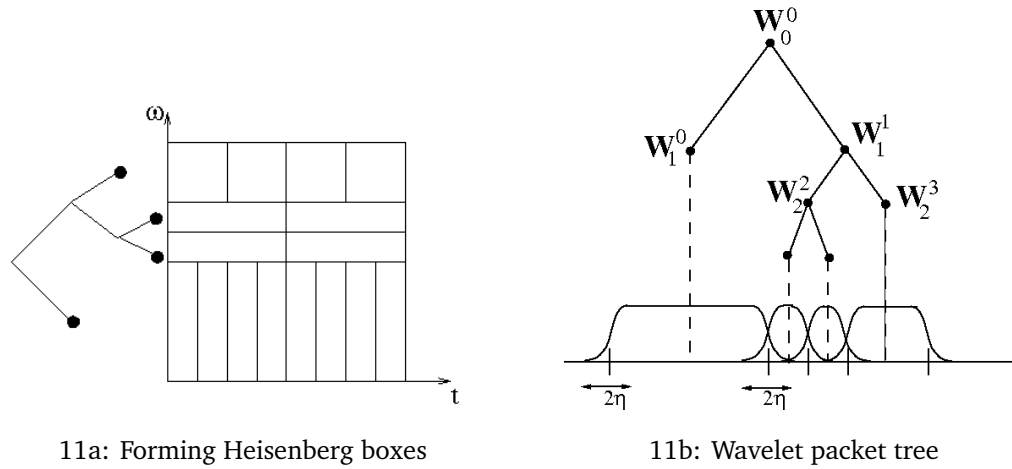 ω
t
11a: Forming Heisenberg boxes
W₀⁰
W₁⁰
W₁¹
W₂²
W₂³
2η
2η
11b: Wavelet packet tree